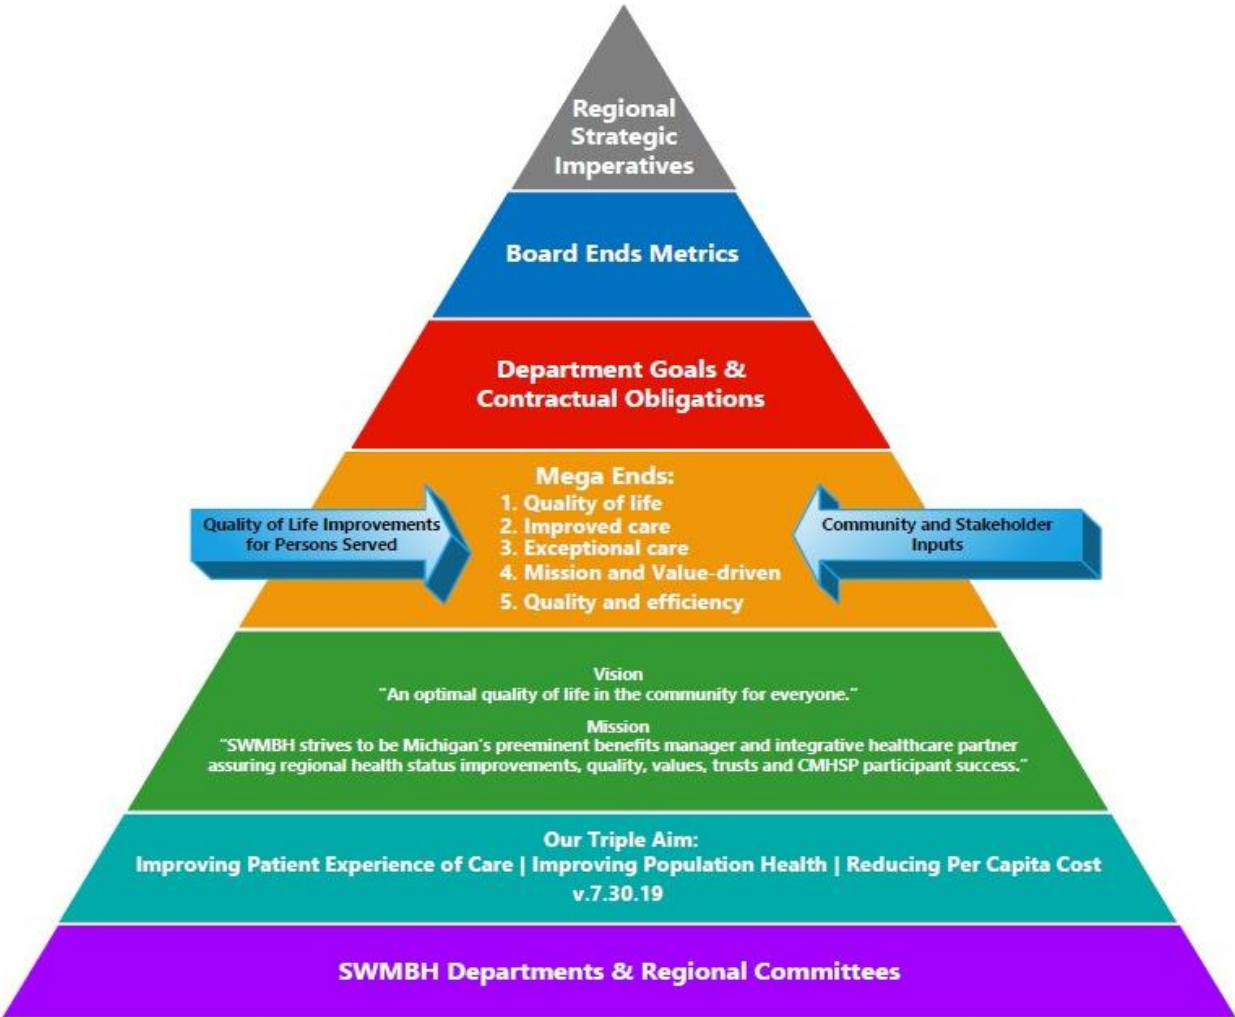 Regional
Strategic
Imperatives
Board Ends Metrics
Department Goals &
Contractual Obligations
Mega Ends:
1. Quality of life
2. Improved care
3. Exceptional care
4. Mission and Value-driven
5. Quality and efficiency
Quality of Life Improvements
for Persons Served
Community and Stakeholder
Inputs
Vision
"An optimal quality of life in the community for everyone."
Mission
"SWMBH strives to be Michigan's preeminent benefits manager and integrative healthcare partner
assuring regional health status improvements, quality, values, trusts and CMHSP participant success."
Our Triple Aim:
Improving Patient Experience of Care | Improving Population Health | Reducing Per Capita Cost
v.7.30.19
SWMBH Departments & Regional Committees